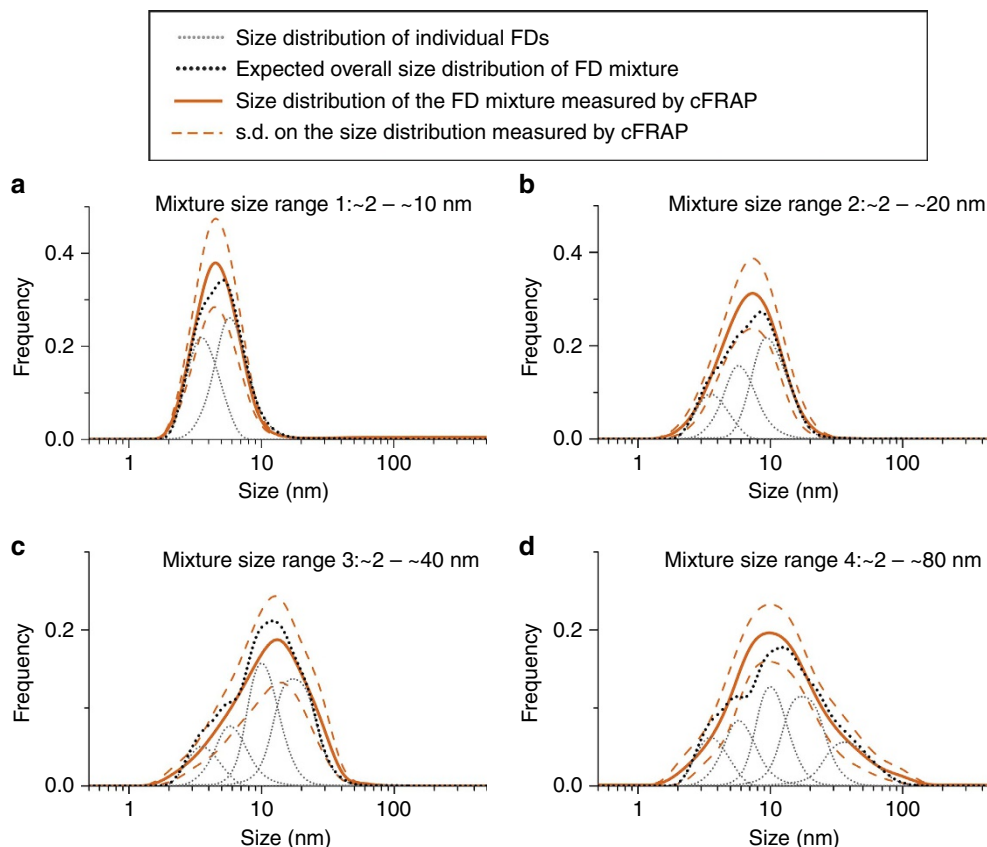 Size distribution of individual FDs
Expected overall size distribution of FD mixture
Size distribution of the FD mixture measured by cFRAP
s.d. on the size distribution measured by cFRAP
a
Mixture size range 1:~2 – ~10 nm
Frequency
0.4
0.2
0.0
1
10
100
Size (nm)
b
Mixture size range 2:~2 – ~20 nm
Frequency
0.4
0.2
0.0
1
10
100
Size (nm)
c
Mixture size range 3:~2 – ~40 nm
Frequency
0.2
0.0
1
10
100
Size (nm)
d
Mixture size range 4:~2 – ~80 nm
Frequency
0.2
0.0
1
10
100
Size (nm)